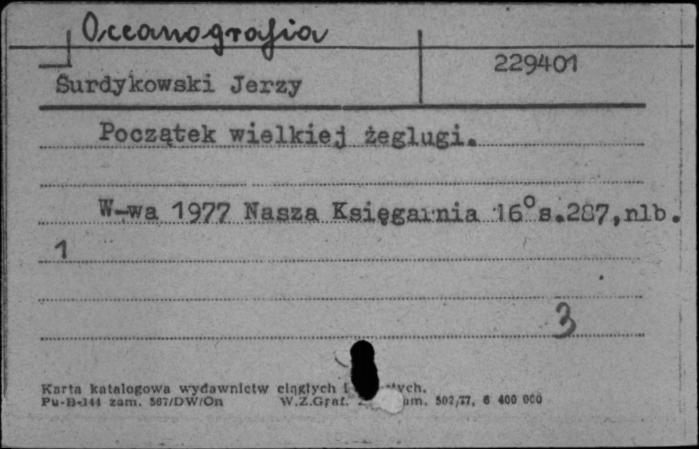 Oceanografia
229401
Surdykowski Jerzy
Początek wielkiej żeglugi.
W-wa 1977 Nasza Księgarnia 16° s.287,nlb.
1
3
Karta katalogowa wydawnictw ciągłych i
Pu-B-144 zam. 567/DW/On W.Z.Graf. 502/77, 6 400 000